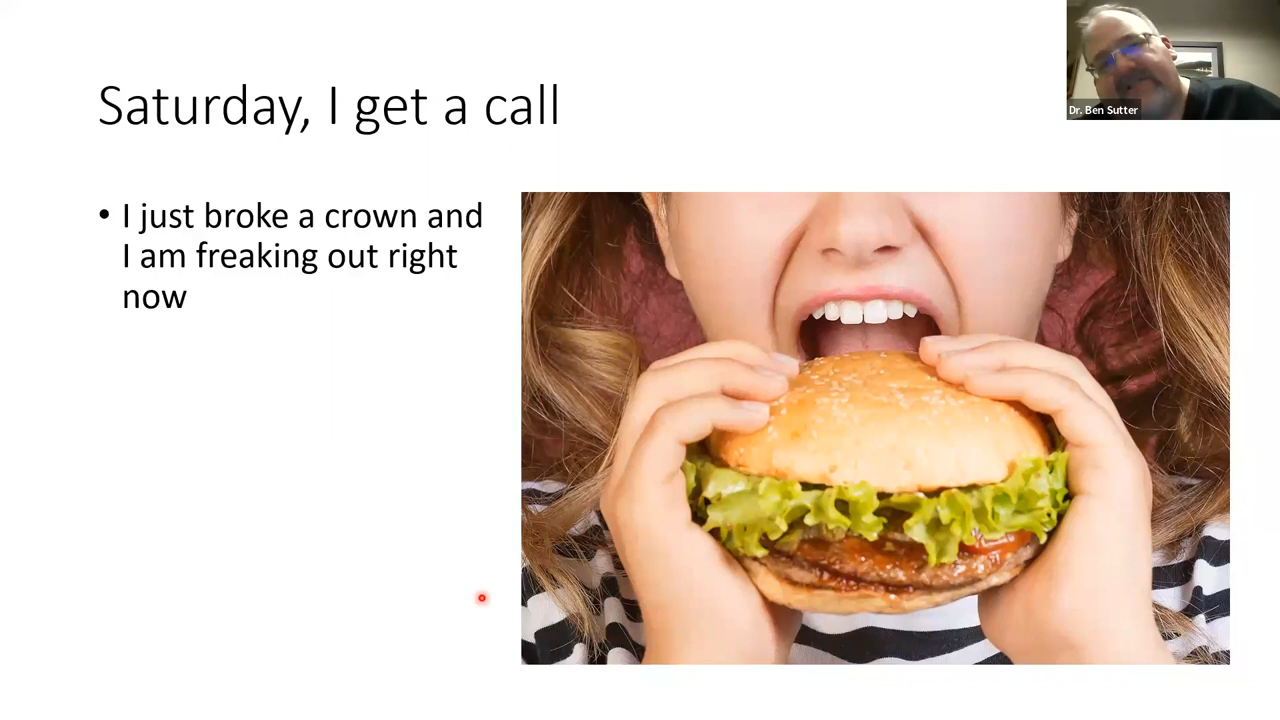 Saturday, I get a call
Dr. Ben Sutter
• I just broke a crown and
I am freaking out right
now